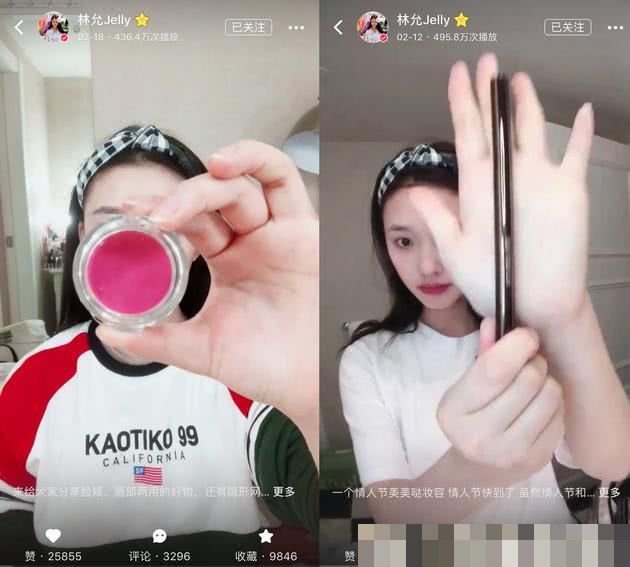 林允Jelly⭐
已关注
02-18 · 436.4万次播放
KAOTIKO 99
CALIFORNIA
SF
来给大家分享脸颊、唇部两用的好物，还有隐形网... 更多
赞 · 25855
评论 · 3296
收藏 · 9846
林允Jelly⭐
已关注
02-12 · 495.8万次播放
一个情人节美美哒妆容 情人节快到了 虽然情人节和... 更多
赞